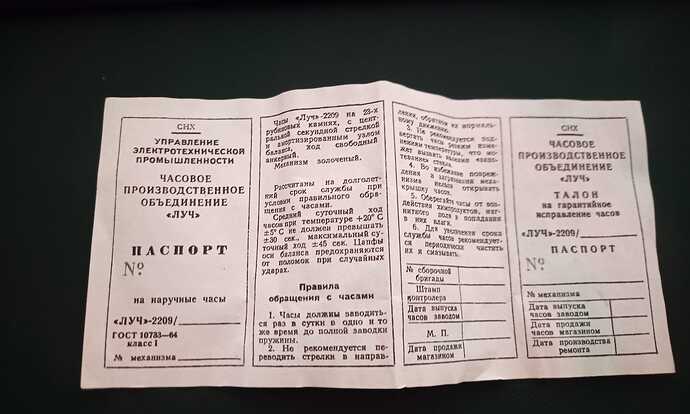 СНХ
УПРАВЛЕНИЕ
ЭЛЕКТРОТЕХНИЧЕСКОЙ
ПРОМЫШЛЕННОСТИ
ЧАСОВОЕ
ПРОИЗВОДСТВЕННОЕ
ОБЪЕДИНЕНИЕ
«ЛУЧ»
ПАСПОРТ
№
на наручные часы
«ЛУЧ»-2209/
ГОСТ 10733—64
класс I
№ механизма
Часы «Луч»-2209 на 23-х
рубиновых камнях, с цент-
ральной секундной стрелкой
и амортизированным узлом
баланса, ход свободный
анкерный.
Механизм золоченый.
Рассчитаны на долголет-
ний срок службы при
условии правильного обра-
щения с часами.
Средний суточный ход
часов при температуре +20°С
±5°С не должен превышать
±30 сек., максимальный су-
точный ход ±45 сек. Цапфы
оси баланса предохраняются
от поломок при случайных
ударах.
Правила
обращения с часами
1. Часы должны заводить-
ся раз в сутки в одно и то
же время до полной заводки
пружины.
2. Не рекомендуется пе-
реводить стрелки в направ-
лении, обратном их нормаль-
ному движению.
3. Не рекомендуется под-
вергать часы резким изме-
нениям температуры, что мо-
жет вызвать явление «запо-
тевание» стекла.
4. Во избежание повреж-
дения и загрязнения меха-
низма нельзя открывать
крышку часов.
5. Оберегайте часы от воз-
действия химпродуктов, маг-
нитного поля и попадания
в них влаги.
6. Для увеличения срока
службы часов рекомендует-
ся периодически чистить
их и смазывать.
№ сборочной
бригады
Штамп
контролера
Дата выпуска
часов заводом
М. П.
Дата продажи
магазином
СНХ
ЧАСОВОЕ
ПРОИЗВОДСТВЕННОЕ
ОБЪЕДИНЕНИЕ
«ЛУЧ»
ТАЛОН
на гарантийное
исправление часов
«ЛУЧ»-2209/
ПАСПОРТ
№
№ механизма
Дата выпуска
часов заводом
Дата продажи
магазином
Дата производства
ремонта